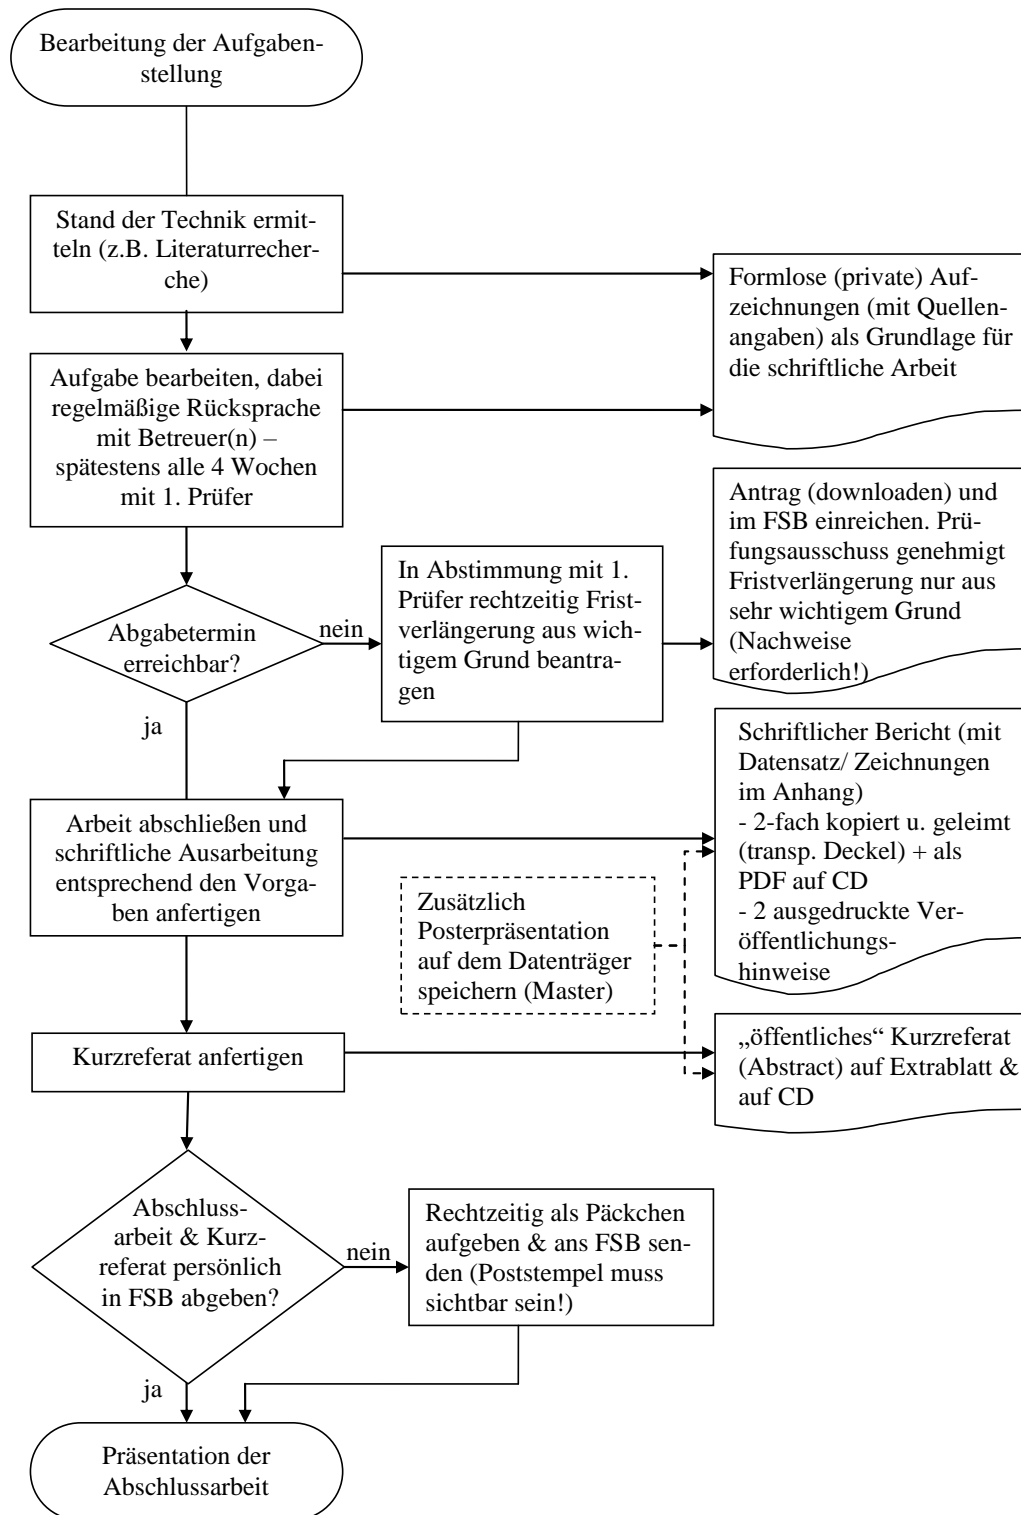 Bearbeitung der Aufgaben-
stellung
Stand der Technik ermit-
teln (z.B. Literaturrecher-
che)
Formlose (private) Auf-
zeichnungen (mit Quellen-
angaben) als Grundlage für
die schriftliche Arbeit
Aufgabe bearbeiten, dabei
regelmäßige Rücksprache
mit Betreuer(n) –
spätestens alle 4 Wochen
mit 1. Prüfer
Antrag (downloaden) und
im FSB einreichen. Prü-
fungsausschuss genehmigt
Fristverlängerung nur aus
sehr wichtigem Grund
(Nachweise
erforderlich!)
Abgabetermin
erreichbar?
nein
In Abstimmung mit 1.
Prüfer rechtzeitig Frist-
verlängerung aus wich-
tigem Grund beantra-
gen
ja
Schriftlicher Bericht (mit
Datensatz/ Zeichnungen
im Anhang)
- 2-fach kopiert u. geleimt
(transp. Deckel) + als
PDF auf CD
- 2 ausgedruckte Ver-
öffentlichungs-
hinweise
Arbeit abschließen und
schriftliche Ausarbeitung
entsprechend den Vorga-
ben anfertigen
Zusätzlich
Posterpräsentation
auf dem Datenträger
speichern (Master)
Kurzreferat anfertigen
„öffentliches“ Kurzreferat
(Abstract) auf Extrablatt &
auf CD
Abschluss-
arbeit & Kurz-
referat persönlich
in FSB abgeben?
nein
Rechtzeitig als Päckchen
aufgeben & ans FSB sen-
den (Poststempel muss
sichtbar sein!)
ja
Präsentation der
Abschlussarbeit